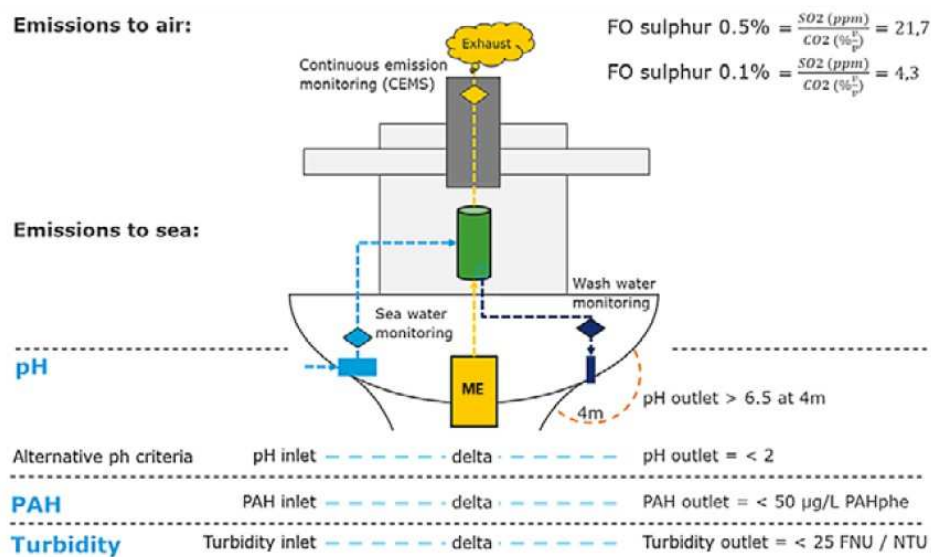 Emissions to air:
Exhaust
Continuous emission
monitoring (CEMS)
FO sulphur 0.5% = SO2 (ppm) / CO2 (% v/v) = 21,7
FO sulphur 0.1% = SO2 (ppm) / CO2 (% v/v) = 4,3
Emissions to sea:
Sea water
monitoring
Wash water
monitoring
pH
ME
4m
pH outlet > 6.5 at 4m
Alternative ph criteria pH inlet delta pH outlet = < 2
PAH PAH inlet delta PAH outlet = < 50 µg/L PAHphe
Turbidity Turbidity inlet delta Turbidity outlet = < 25 FNU / NTU